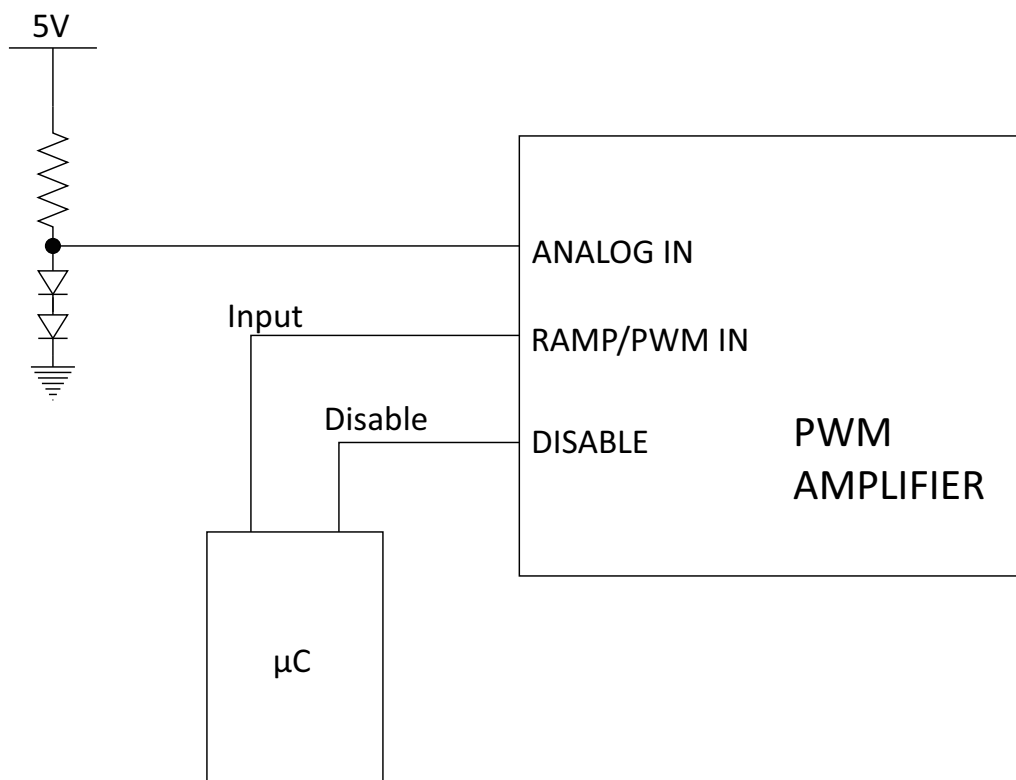 5V
ANALOG IN
Input
RAMP/PWM IN
Disable
DISABLE
PWM
AMPLIFIER
µC